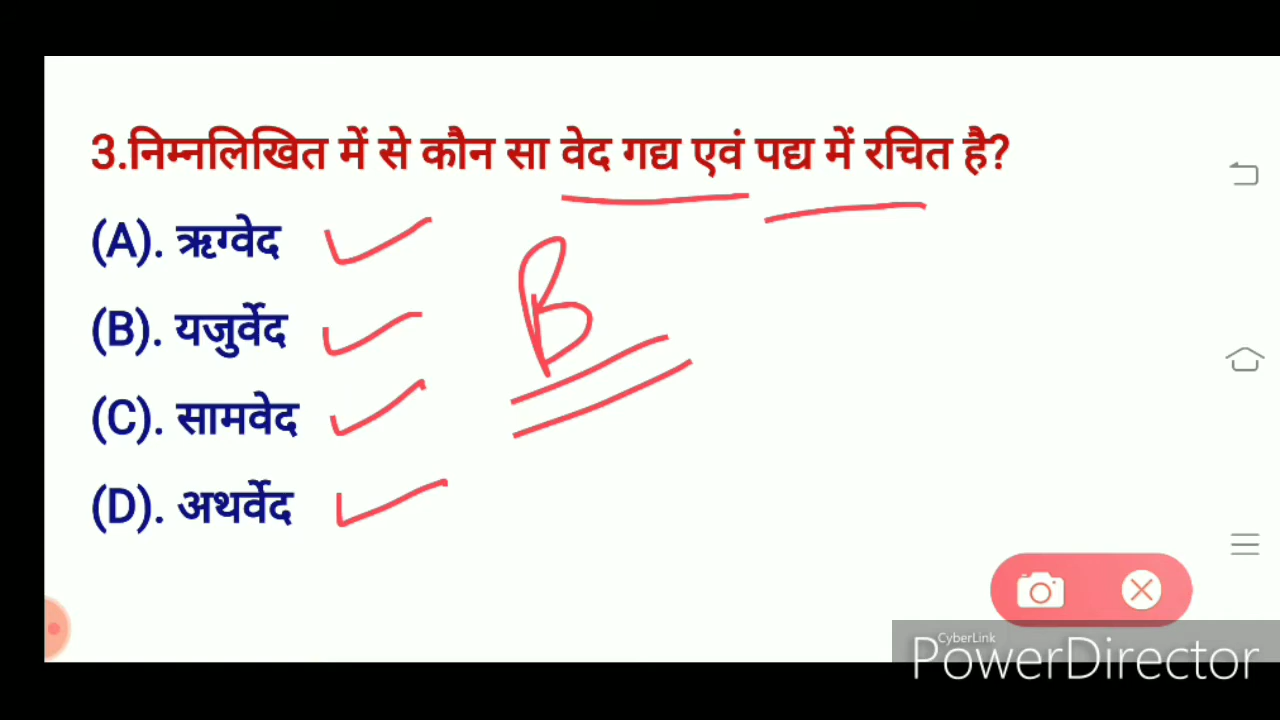 3.निम्नलिखित में से कौन सा वेद गद्य एवं पद्य में रचित है?
(A). ऋग्वेद
(B). यजुर्वेद
B
(C). सामवेद
(D). अथर्वेद
CyberLink
PowerDirector